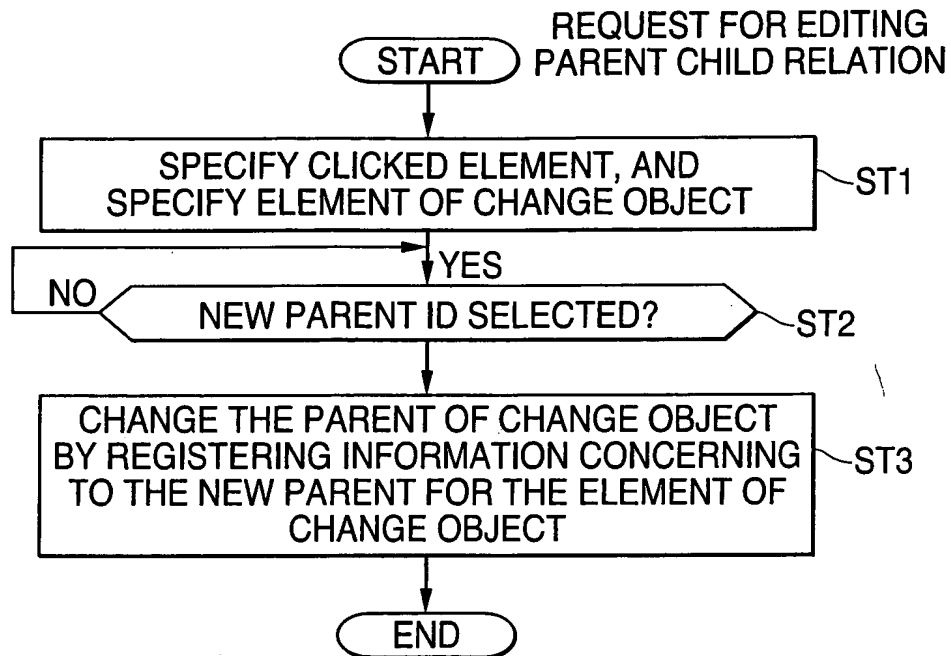 REQUEST FOR EDITING
PARENT CHILD RELATION
START
SPECIFY CLICKED ELEMENT, AND
SPECIFY ELEMENT OF CHANGE OBJECT
ST1
YES
NO
NEW PARENT ID SELECTED?
ST2
CHANGE THE PARENT OF CHANGE OBJECT
BY REGISTERING INFORMATION CONCERNING
TO THE NEW PARENT FOR THE ELEMENT OF
CHANGE OBJECT
ST3
END